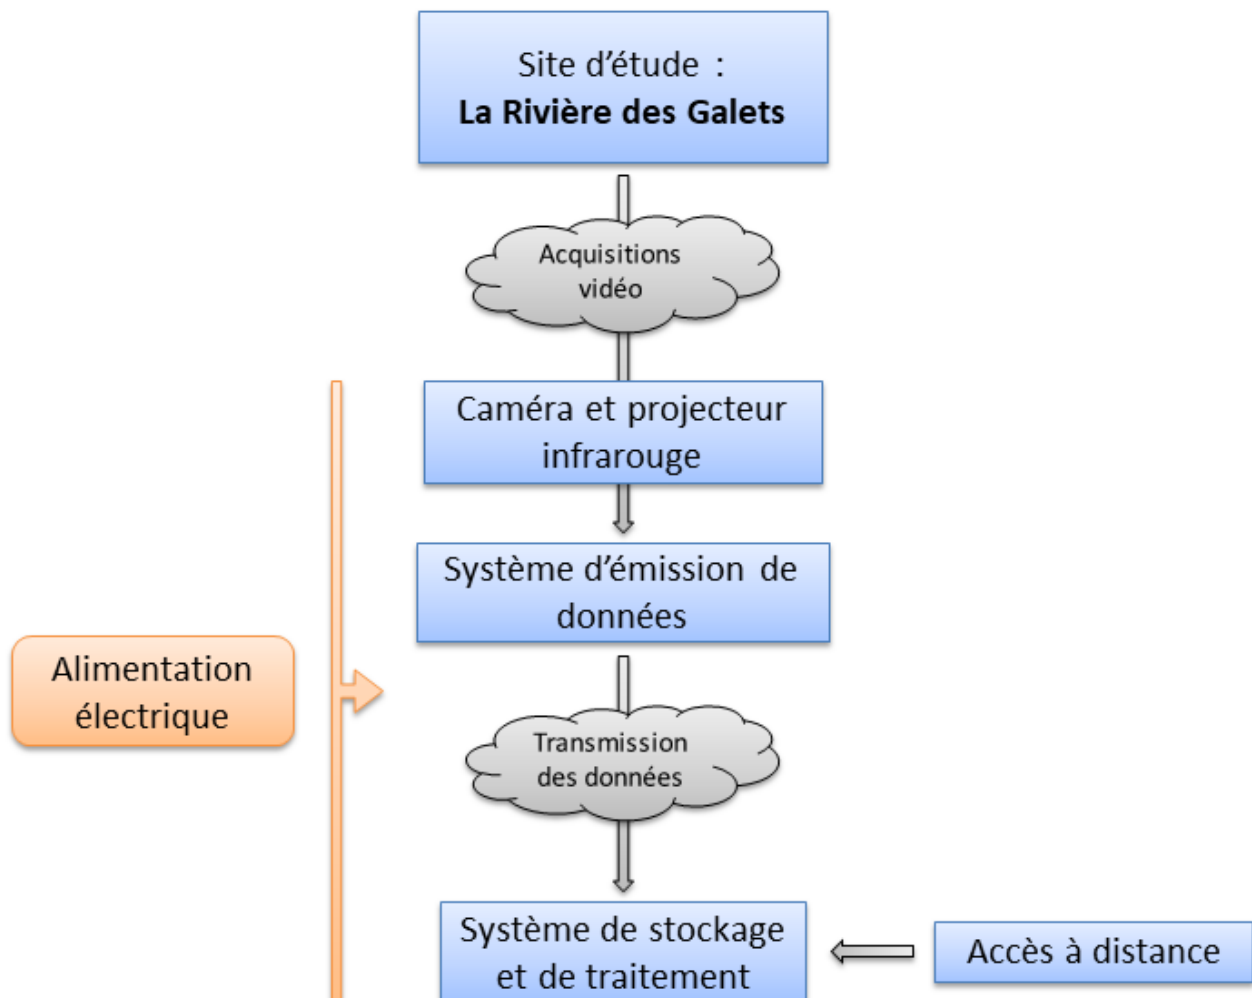 Site d’étude :
La Rivière des Galets
Acquisitions
vidéo
Caméra et projecteur
infrarouge
Système d’émission de
données
Alimentation
électrique
Transmission
des données
Système de stockage
et de traitement
Accès à distance